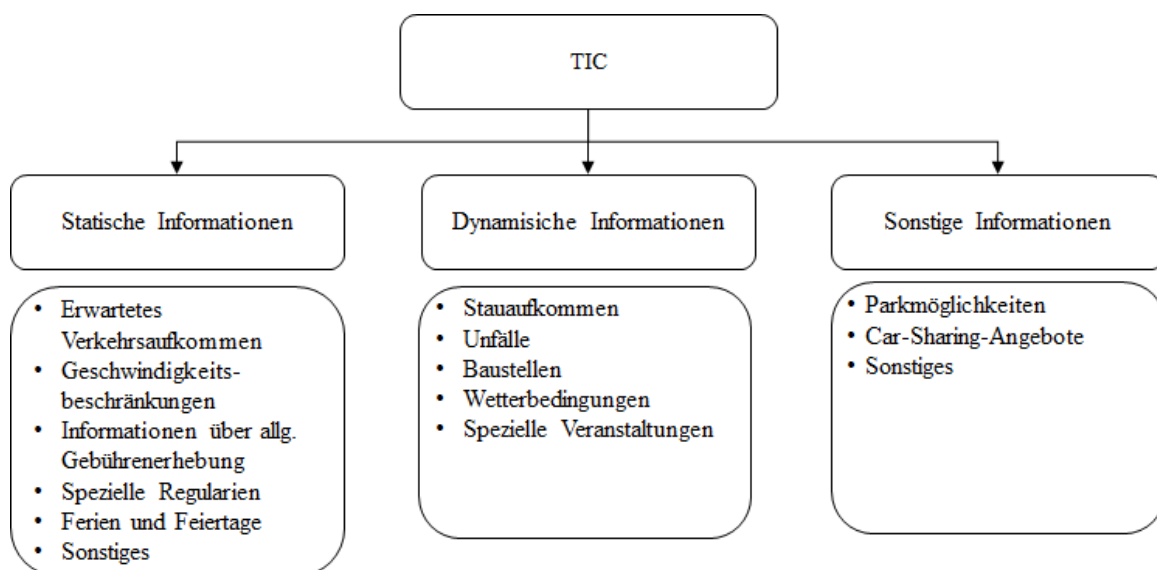 TIC
Statische Informationen
Dynamisiche Informationen
Sonstige Informationen
• Erwartetes
Verkehrsaufkommen
• Geschwindigkeits-
beschränkungen
• Informationen über allg.
Gebührenerhebung
• Spezielle Regularien
• Ferien und Feiertage
• Sonstiges
• Stauaufkommen
• Unfälle
• Baustellen
• Wetterbedingungen
• Spezielle Veranstaltungen
• Parkmöglichkeiten
• Car-Sharing-Angebote
• Sonstiges